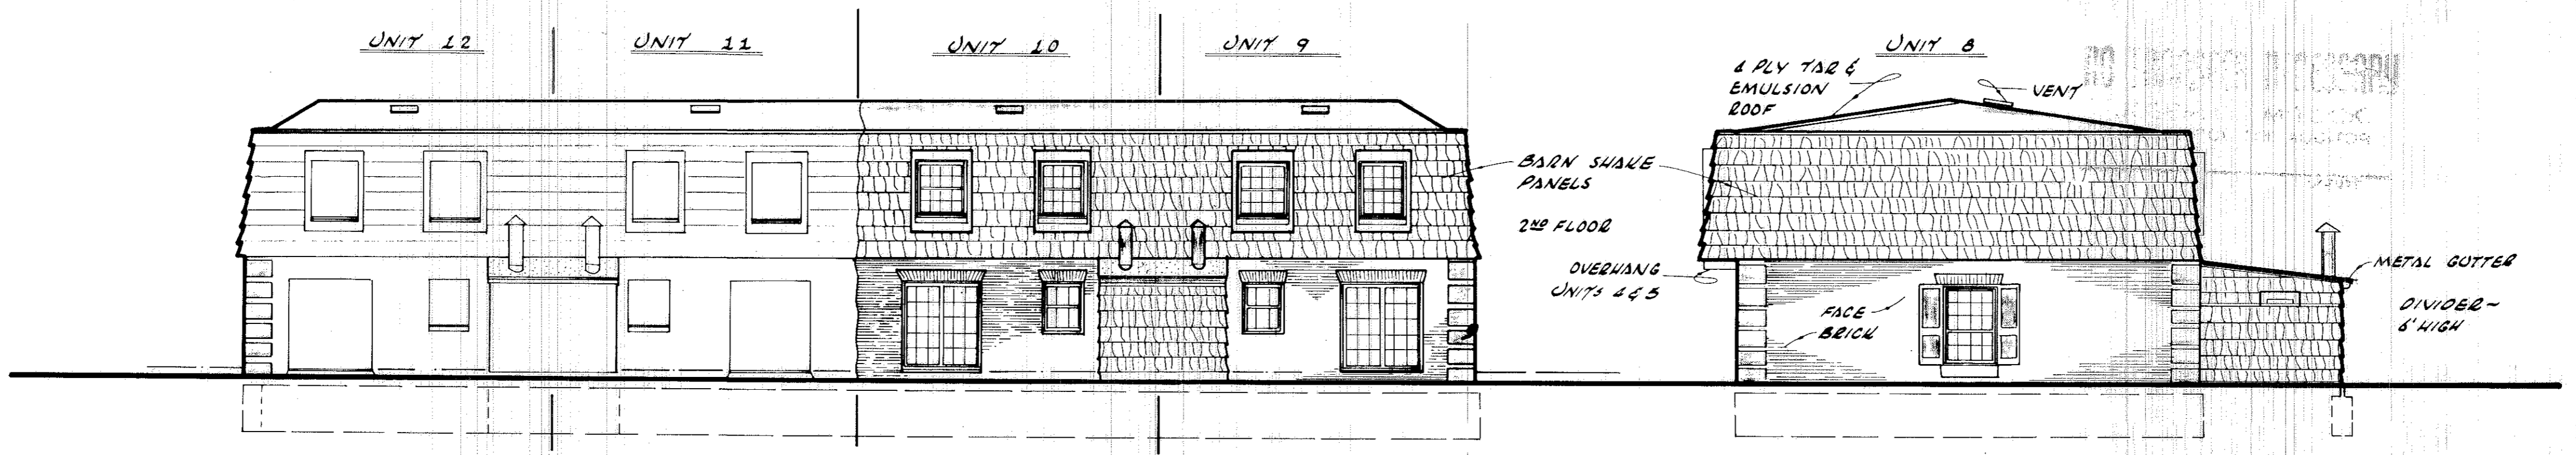 UNIT 12
UNIT 11
UNIT 10
UNIT 9
UNIT 8
4 PLY TAR &
EMULSION
ROOF
VENT
BARN SHAKE
PANELS
2ND FLOOR
OVERHANG
UNITS 4 & 5
METAL GUTTER
FACE
BRICK
DIVIDER~
6' HIGH